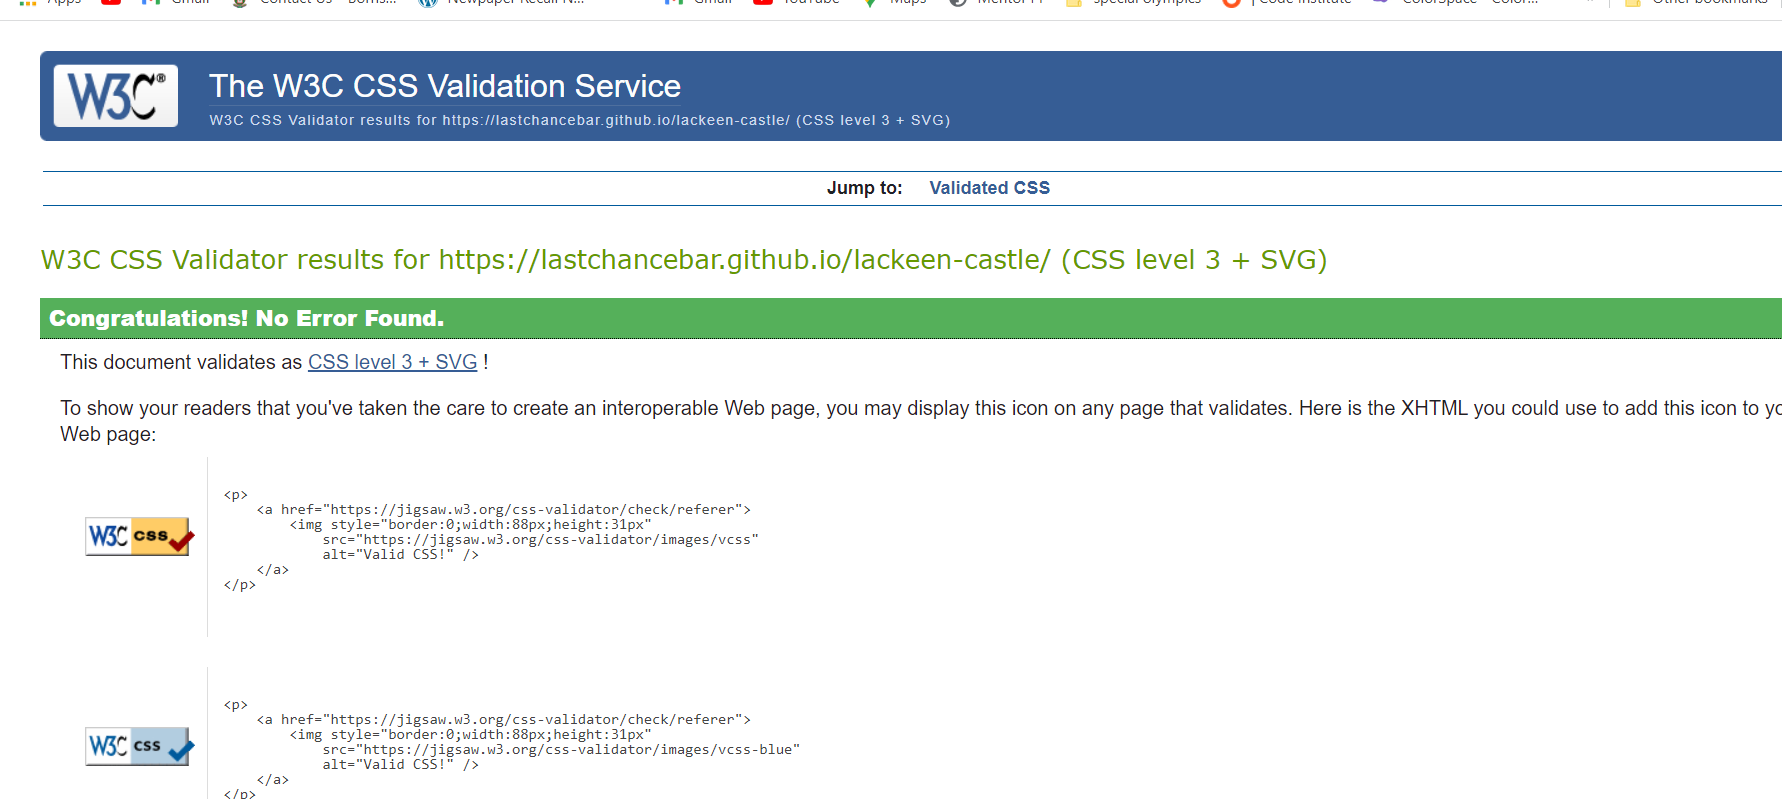 Apps Gmail Contact Us - Borris... Newpaper Recall N... Gmail YouTube Maps special olympics | Code Institute ColorSpace - Color... » Other bookmarks
W3C®
The W3C CSS Validation Service
W3C CSS Validator results for https://lastchancebar.github.io/lackeen-castle/ (CSS level 3 + SVG)
Jump to: Validated CSS
W3C CSS Validator results for https://lastchancebar.github.io/lackeen-castle/ (CSS level 3 + SVG)
Congratulations! No Error Found.
This document validates as CSS level 3 + SVG !
To show your readers that you've taken the care to create an interoperable Web page, you may display this icon on any page that validates. Here is the XHTML you could use to add this icon to yo
Web page:
<p>
<a href="https://jigsaw.w3.org/css-validator/check/referer">
<img style="border:0;width:88px;height:31px"
W3C css
src="https://jigsaw.w3.org/css-validator/images/vcss"
alt="Valid CSS!" />
</a>
</p>
<p>
<a href="https://jigsaw.w3.org/css-validator/check/referer">
<img style="border:0;width:88px;height:31px"
W3C css
src="https://jigsaw.w3.org/css-validator/images/vcss-blue"
alt="Valid CSS!" />
</a>
</p>